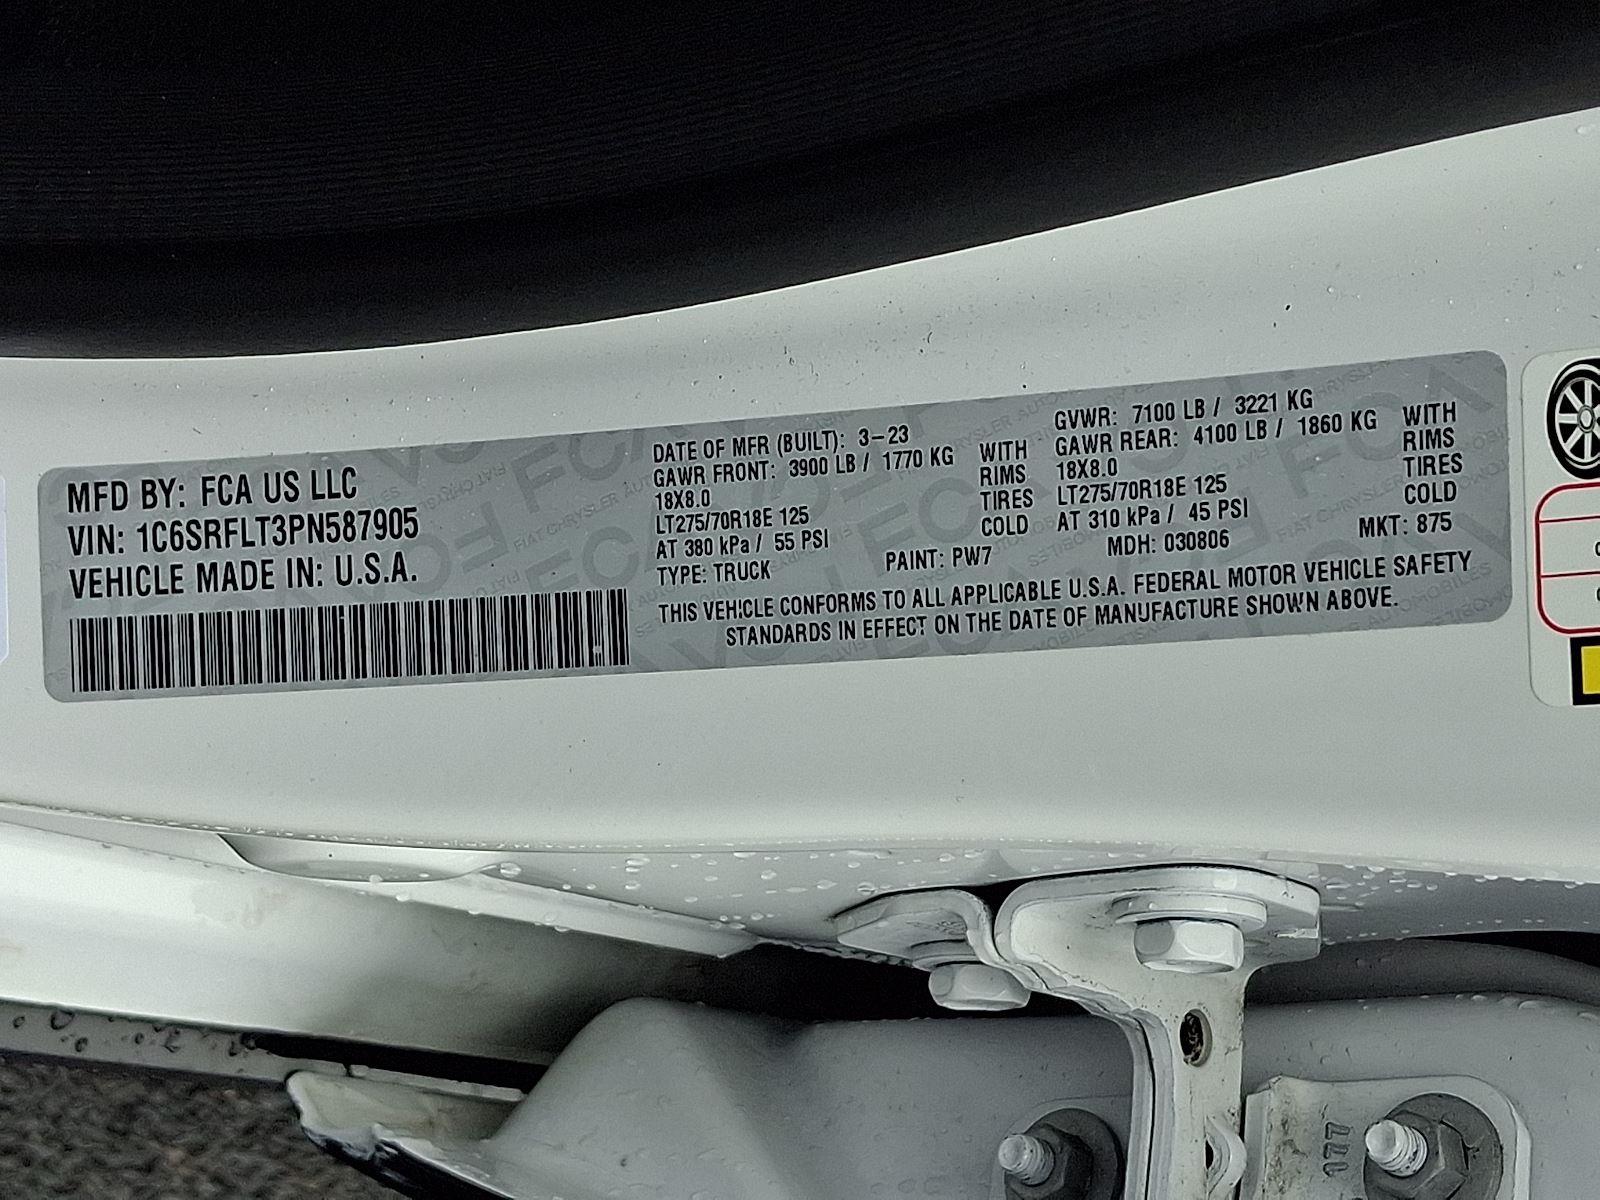 MFD BY: FCA US LLC
VIN: 1C6SRFLT3PN587905
VEHICLE MADE IN: U.S.A.
DATE OF MFR (BUILT): 3-23
GAWR FRONT: 3900 LB / 1770 KG WITH
18X8.0 RIMS
LT275/70R18E 125 TIRES
AT 380 kPa / 55 PSI COLD
TYPE: TRUCK
PAINT: PW7
GVWR: 7100 LB / 3221 KG
GAWR REAR: 4100 LB / 1860 KG WITH
18X8.0 RIMS
LT275/70R18E 125 TIRES
AT 310 kPa / 45 PSI COLD
MDH: 030806
MKT: 875
THIS VEHICLE CONFORMS TO ALL APPLICABLE U.S.A. FEDERAL MOTOR VEHICLE SAFETY
STANDARDS IN EFFECT ON THE DATE OF MANUFACTURE SHOWN ABOVE.
177